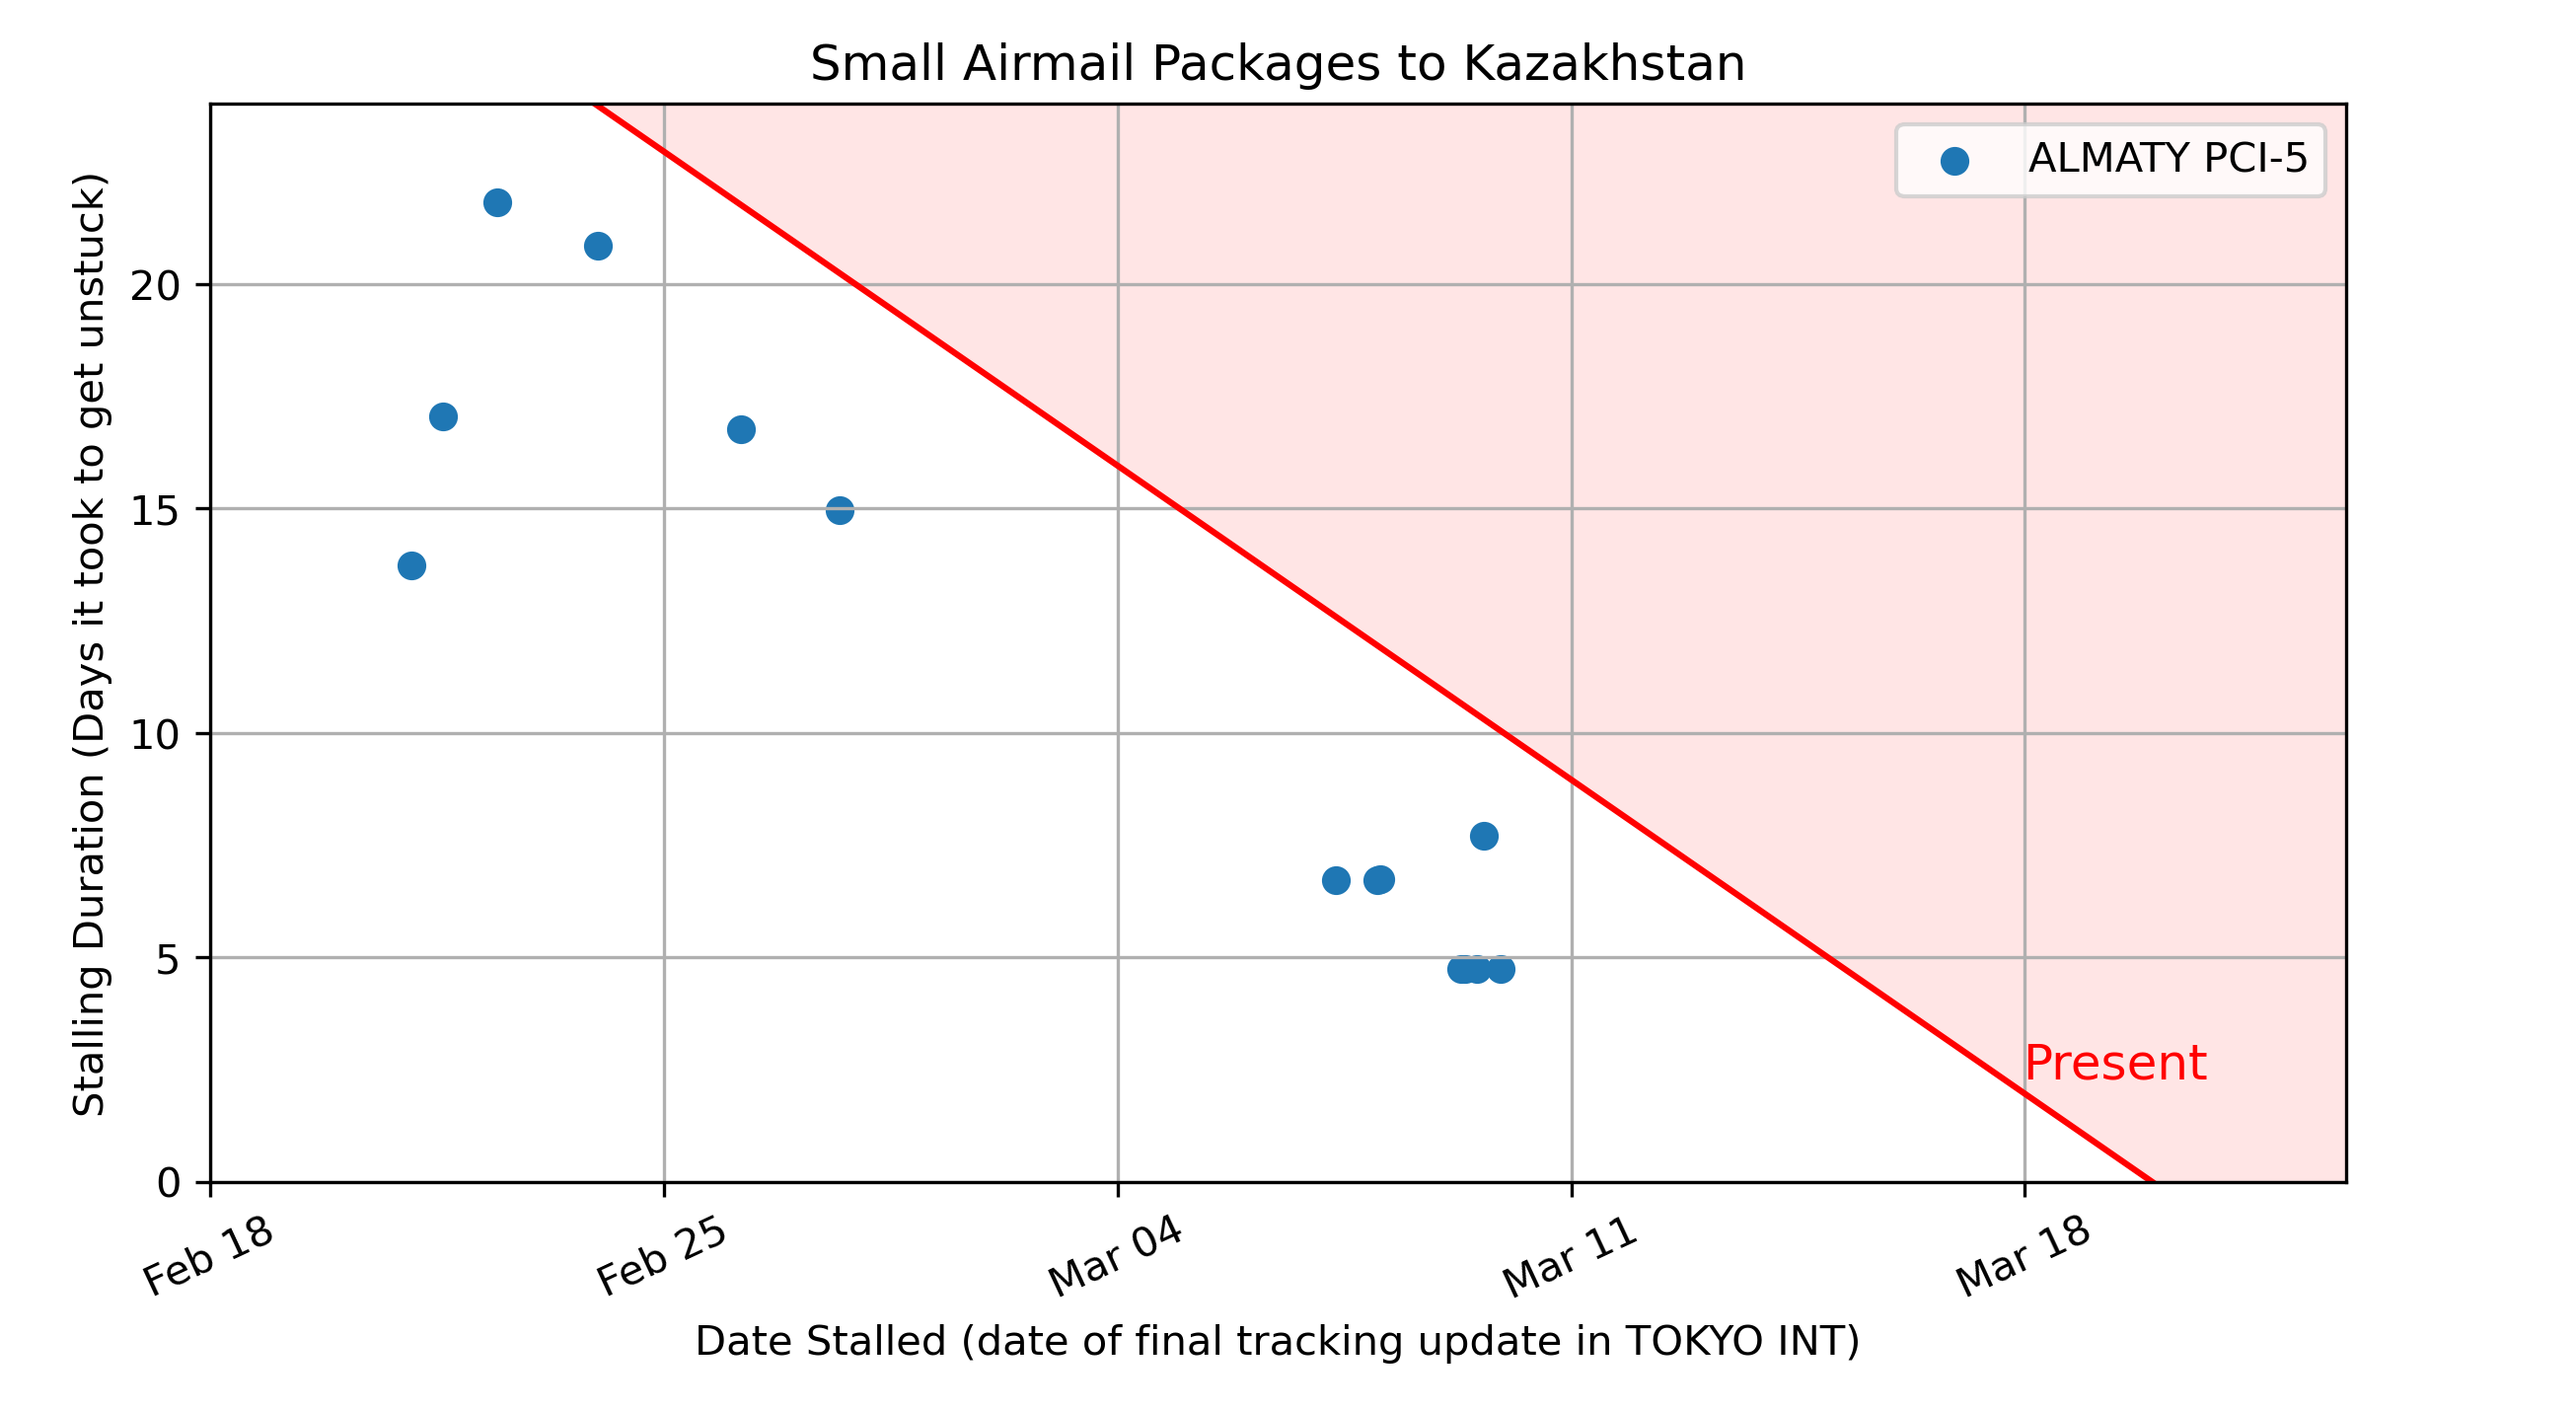 Small Airmail Packages to Kazakhstan
ALMATY PCI-5
Stalling Duration (Days it took to get unstuck)
20
15
10
5
0
Present
Feb 18
Feb 25
Mar 04
Mar 11
Mar 18
Date Stalled (date of final tracking update in TOKYO INT)